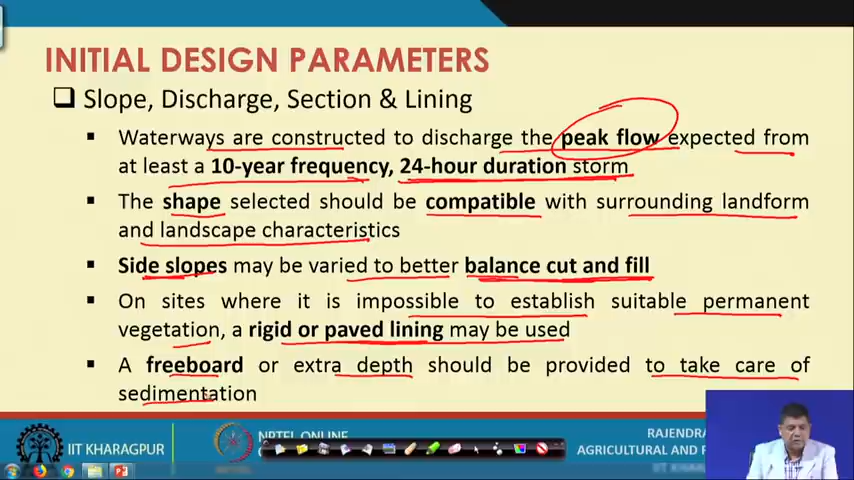 INITIAL DESIGN PARAMETERS
Slope, Discharge, Section & Lining
Waterways are constructed to discharge the peak flow expected from
at least a 10-year frequency, 24-hour duration storm
The shape selected should be compatible with surrounding landform
and landscape characteristics
Side slopes may be varied to better balance cut and fill
On sites where it is impossible to establish suitable permanent
vegetation, a rigid or paved lining may be used
A freeboard or extra depth should be provided to take care of
sedimentation
IIT KHARAGPUR
NPTEL ONLINE
RAJENDRA
AGRICULTURAL AND
IIT KHARAGPUR